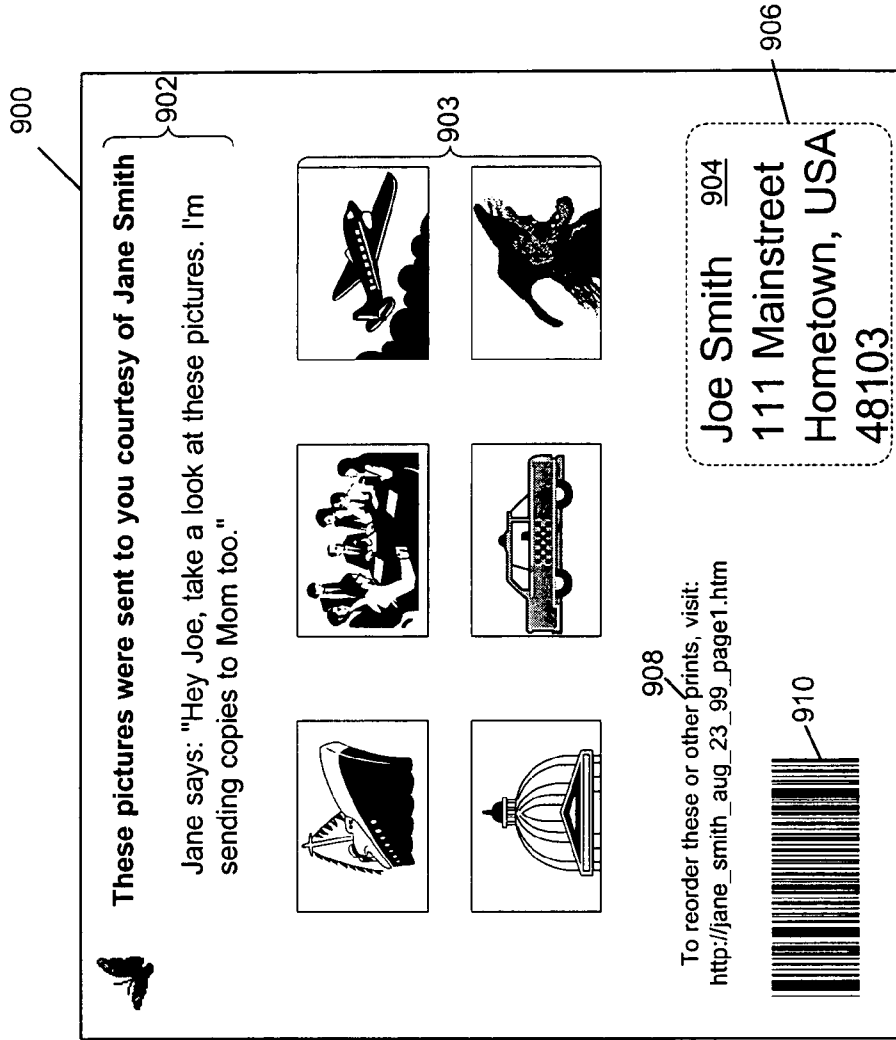 900
These pictures were sent to you courtesy of Jane Smith
902
Jane says: "Hey Joe, take a look at these pictures. I'm
sending copies to Mom too."
903
908
To reorder these or other prints, visit:
http://jane_smith_aug_23_99_page1.htm
910
Joe Smith 904
111 Mainstreet
Hometown, USA
48103
906